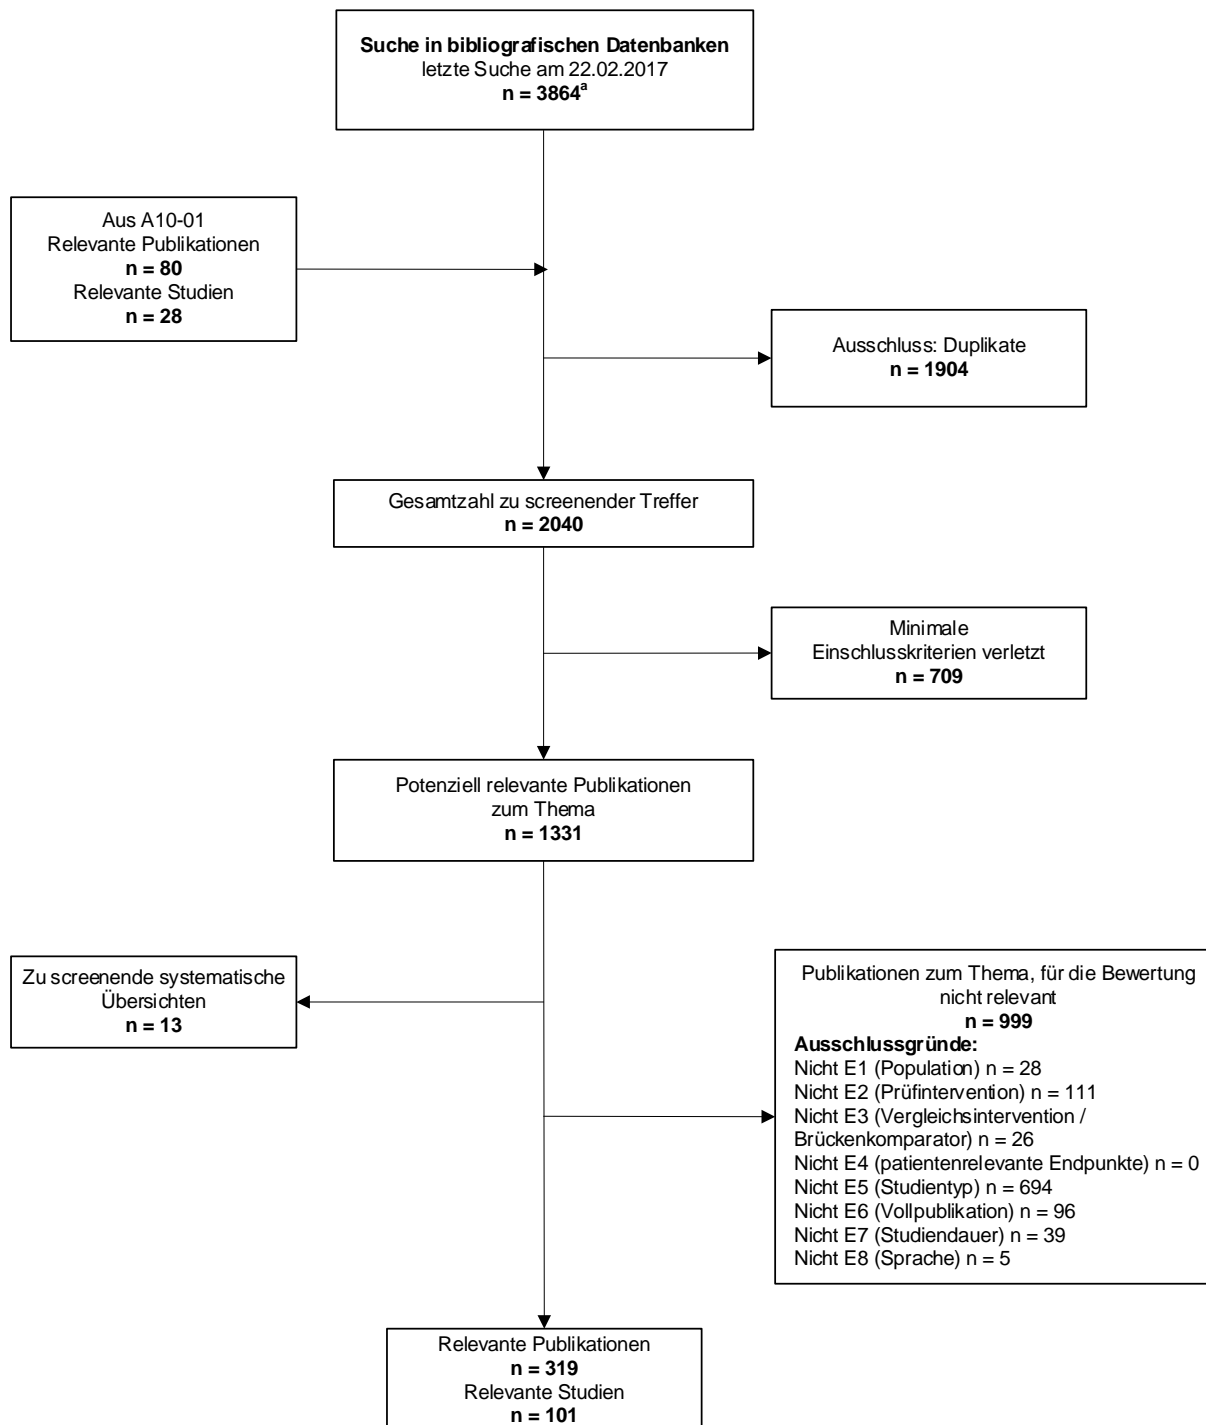 Suche in bibliografischen Datenbanken
letzte Suche am 22.02.2017
n = 3864a
Aus A10-01
Relevante Publikationen
n = 80
Relevante Studien
n = 28
Ausschluss: Duplikate
n = 1904
Gesamtzahl zu screenender Treffer
n = 2040
Minimale
Einschlusskriterien verletzt
n = 709
Potenziell relevante Publikationen
zum Thema
n = 1331
Zu screenende systematische
Übersichten
n = 13
Publikationen zum Thema, für die Bewertung
nicht relevant
n = 999
Ausschlussgründe:
Nicht E1 (Population) n = 28
Nicht E2 (Prüfintervention) n = 111
Nicht E3 (Vergleichsintervention /
Brückenkomparator) n = 26
Nicht E4 (patientenrelevante Endpunkte) n = 0
Nicht E5 (Studientyp) n = 694
Nicht E6 (Vollpublikation) n = 96
Nicht E7 (Studiendauer) n = 39
Nicht E8 (Sprache) n = 5
Relevante Publikationen
n = 319
Relevante Studien
n = 101